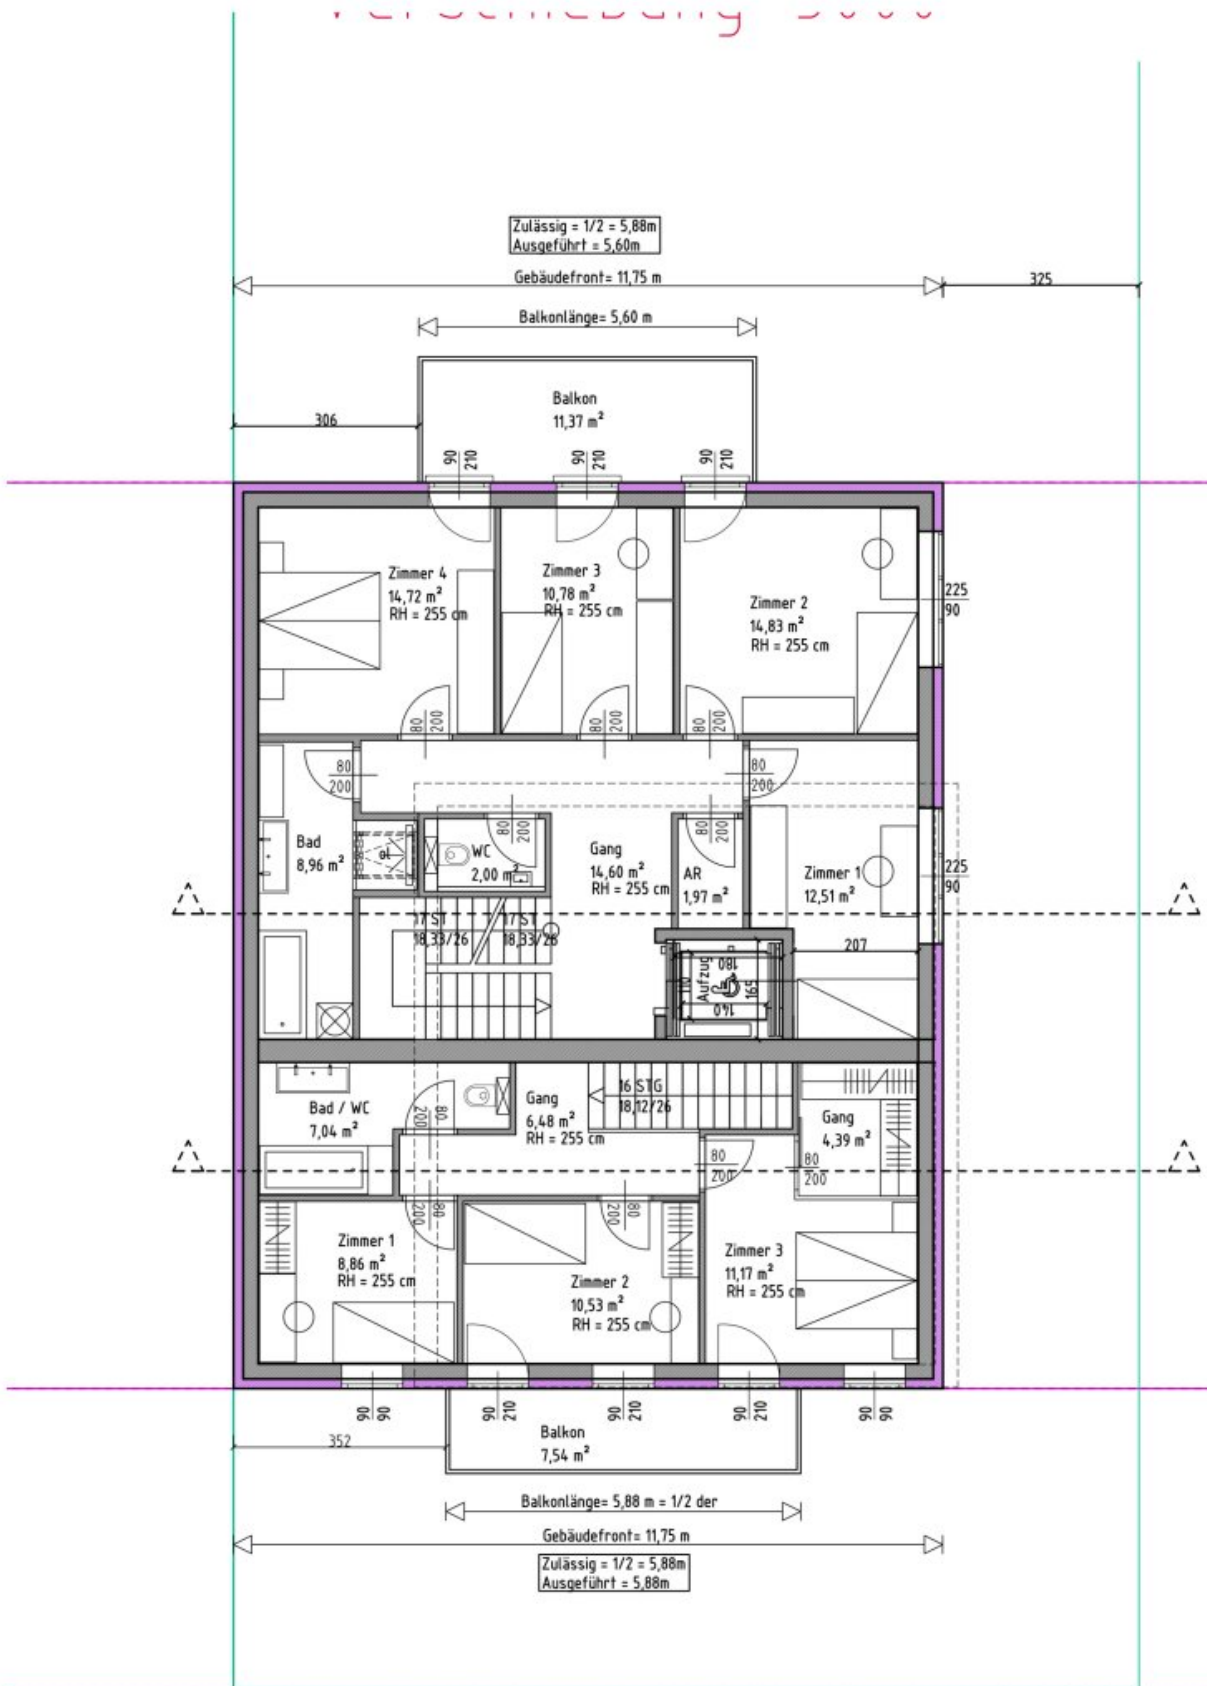 Verschiebung
Zulässig = 1/2 = 5,88m
Ausgeführt = 5,60m
Gebäudefront= 11,75 m
325
Balkonlänge= 5,60 m
Balkon
11,37 m²
306
90
210
90
210
90
210
Zimmer 4
14,72 m²
RH = 255 cm
Zimmer 3
10,78 m²
RH = 255 cm
Zimmer 2
14,83 m²
RH = 255 cm
225
90
80
200
80
200
80
200
80
200
80
200
80
200
80
200
Bad
8,96 m²
WC
2,00 m²
Gang
14,60 m²
RH = 255 cm
AR
1,97 m²
Zimmer 1
12,51 m²
225
90
17 ST
18,33/26
17 ST
18,33/26
207
Aufzug
180
110
165
140
Bad / WC
7,04 m²
80
200
Gang
6,48 m²
RH = 255 cm
16 STG
18,12/26
Gang
4,39 m²
80
200
80
200
80
200
80
200
Zimmer 1
8,86 m²
RH = 255 cm
Zimmer 2
10,53 m²
RH = 255 cm
Zimmer 3
11,17 m²
RH = 255 cm
90
90
90
210
90
210
90
210
90
90
352
Balkon
7,54 m²
Balkonlänge= 5,88 m = 1/2 der
Gebäudefront= 11,75 m
Zulässig = 1/2 = 5,88m
Ausgeführt = 5,88m